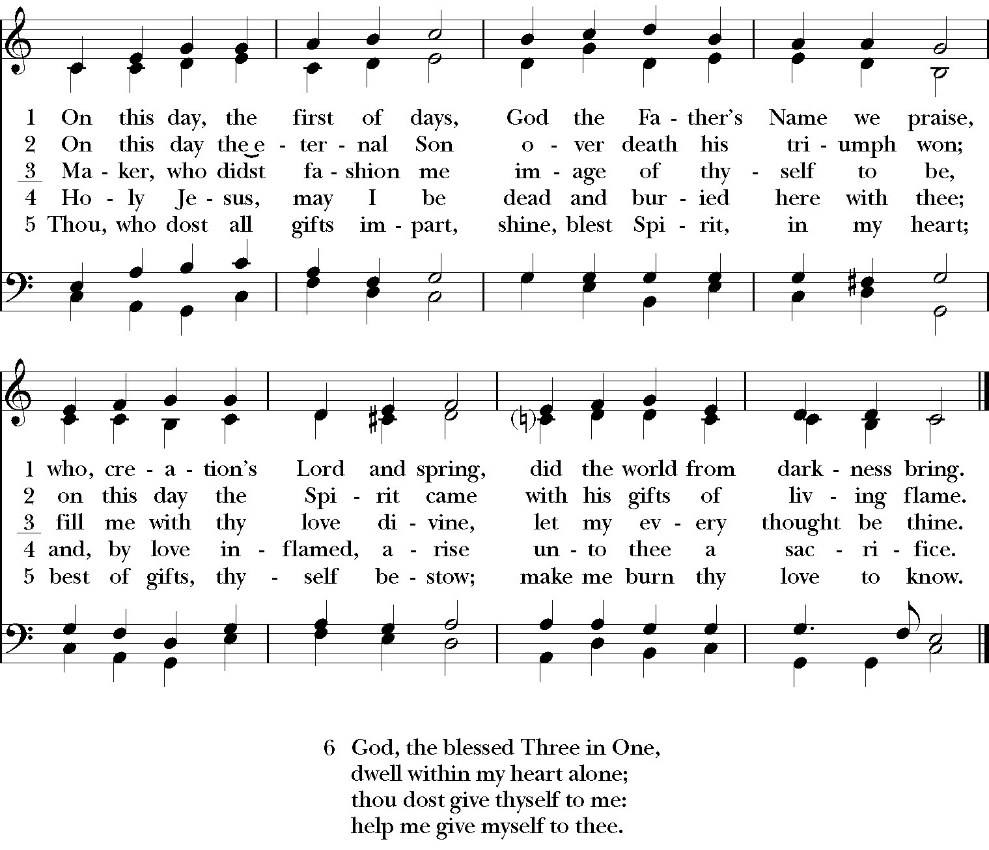 1 On this day, the first of days, God the Fa - ther's Name we praise,
2 On this day the e - ter - nal Son o - ver death his tri - umph won;
3 Ma - ker, who didst fa - shion me im - age of thy - self to be,
4 Ho - ly Je - sus, may I be dead and bur - ied here with thee;
5 Thou, who dost all gifts im - part, shine, blest Spi - rit, in my heart;
1 who, cre - a - tion's Lord and spring, did the world from dark - ness bring.
2 on this day the Spi - rit came with his gifts of liv - ing flame.
3 fill me with thy love di - vine, let my ev - ery thought be thine.
4 and, by love in - flamed, a - rise un - to thee a sac - ri - fice.
5 best of gifts, thy - self be - stow; make me burn thy love to know.
6 God, the blessed Three in One,
dwell within my heart alone;
thou dost give thyself to me:
help me give myself to thee.